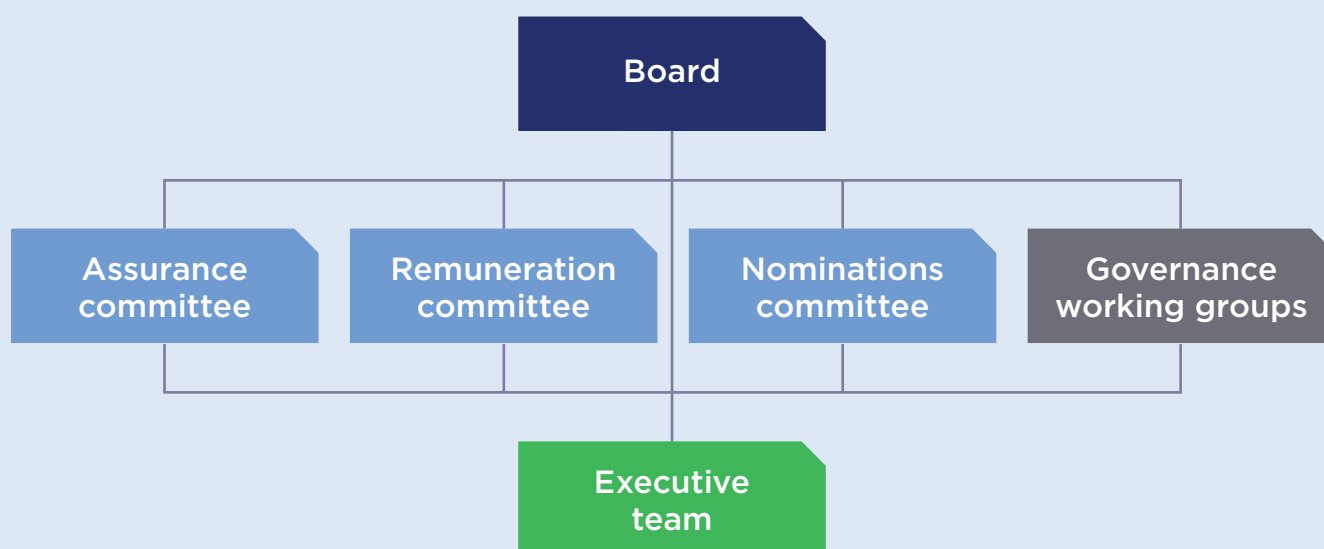 Board
Assurance
committee
Remuneration
committee
Nominations
committee
Governance
working groups
Executive
team